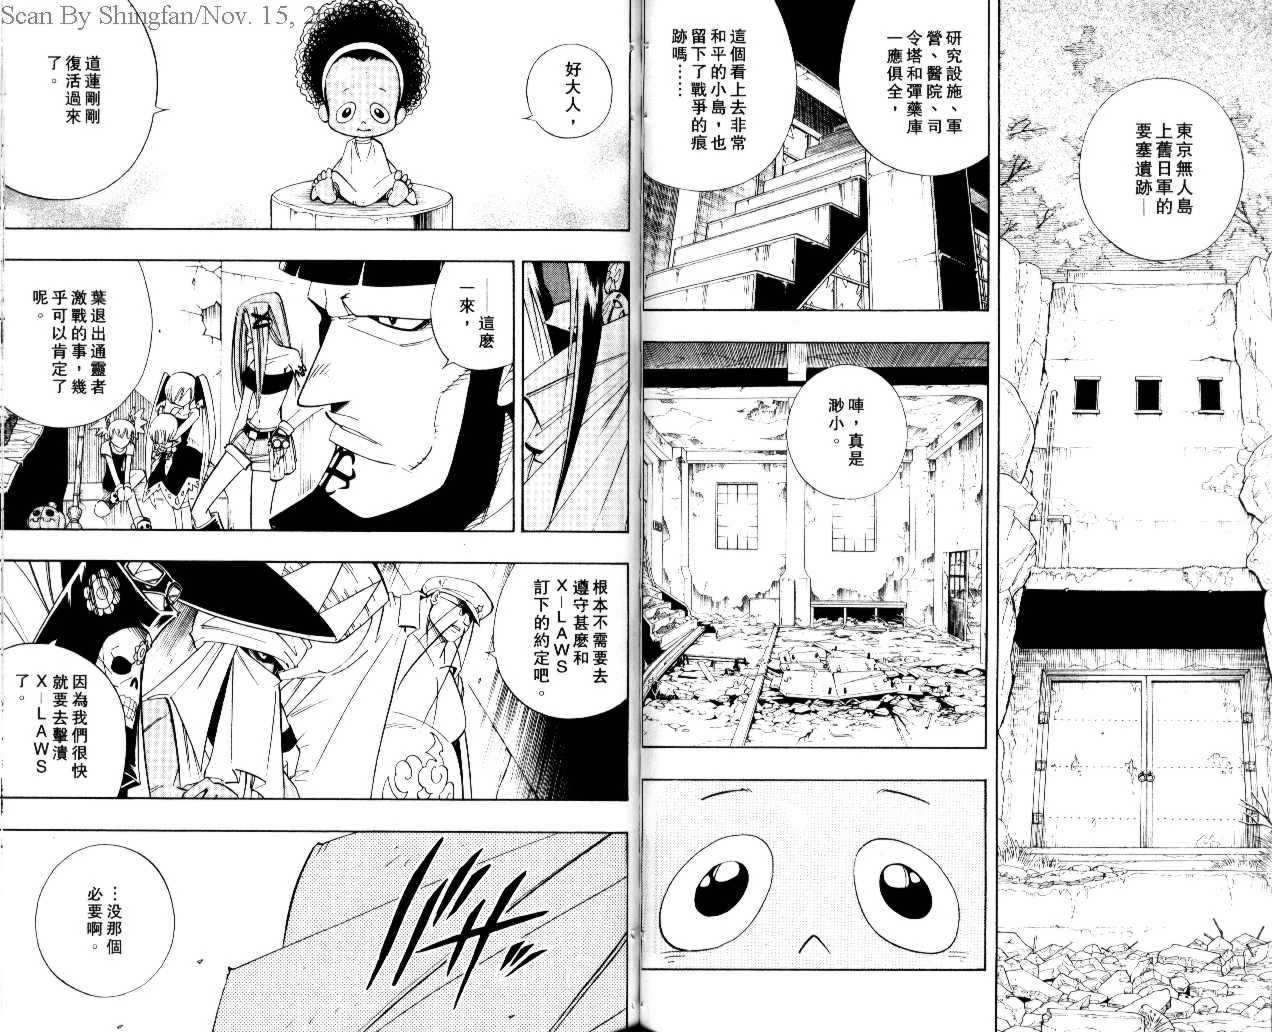 Scan By Shingfan/Nov. 15, 2
東京無人島
上舊日軍的
要塞遺跡—
研究設施、軍
營、醫院、司
令塔和彈藥庫
一應俱全，
這個看上去非常
和平的小島，也
留下了戰爭的痕
跡嗎……
唓，真是
渺小。
好大人，
道蓮剛剛
復活過來
了。
——這麼
一來，
葉退出通靈者
激戰的事，幾
乎可以肯定了
呢。
根本不需要去
遵守甚麼和
X—LAWS
訂下的約定吧。
因為我們很快
就要去擊潰
X—LAWS
了。
…没那個
必要啊。